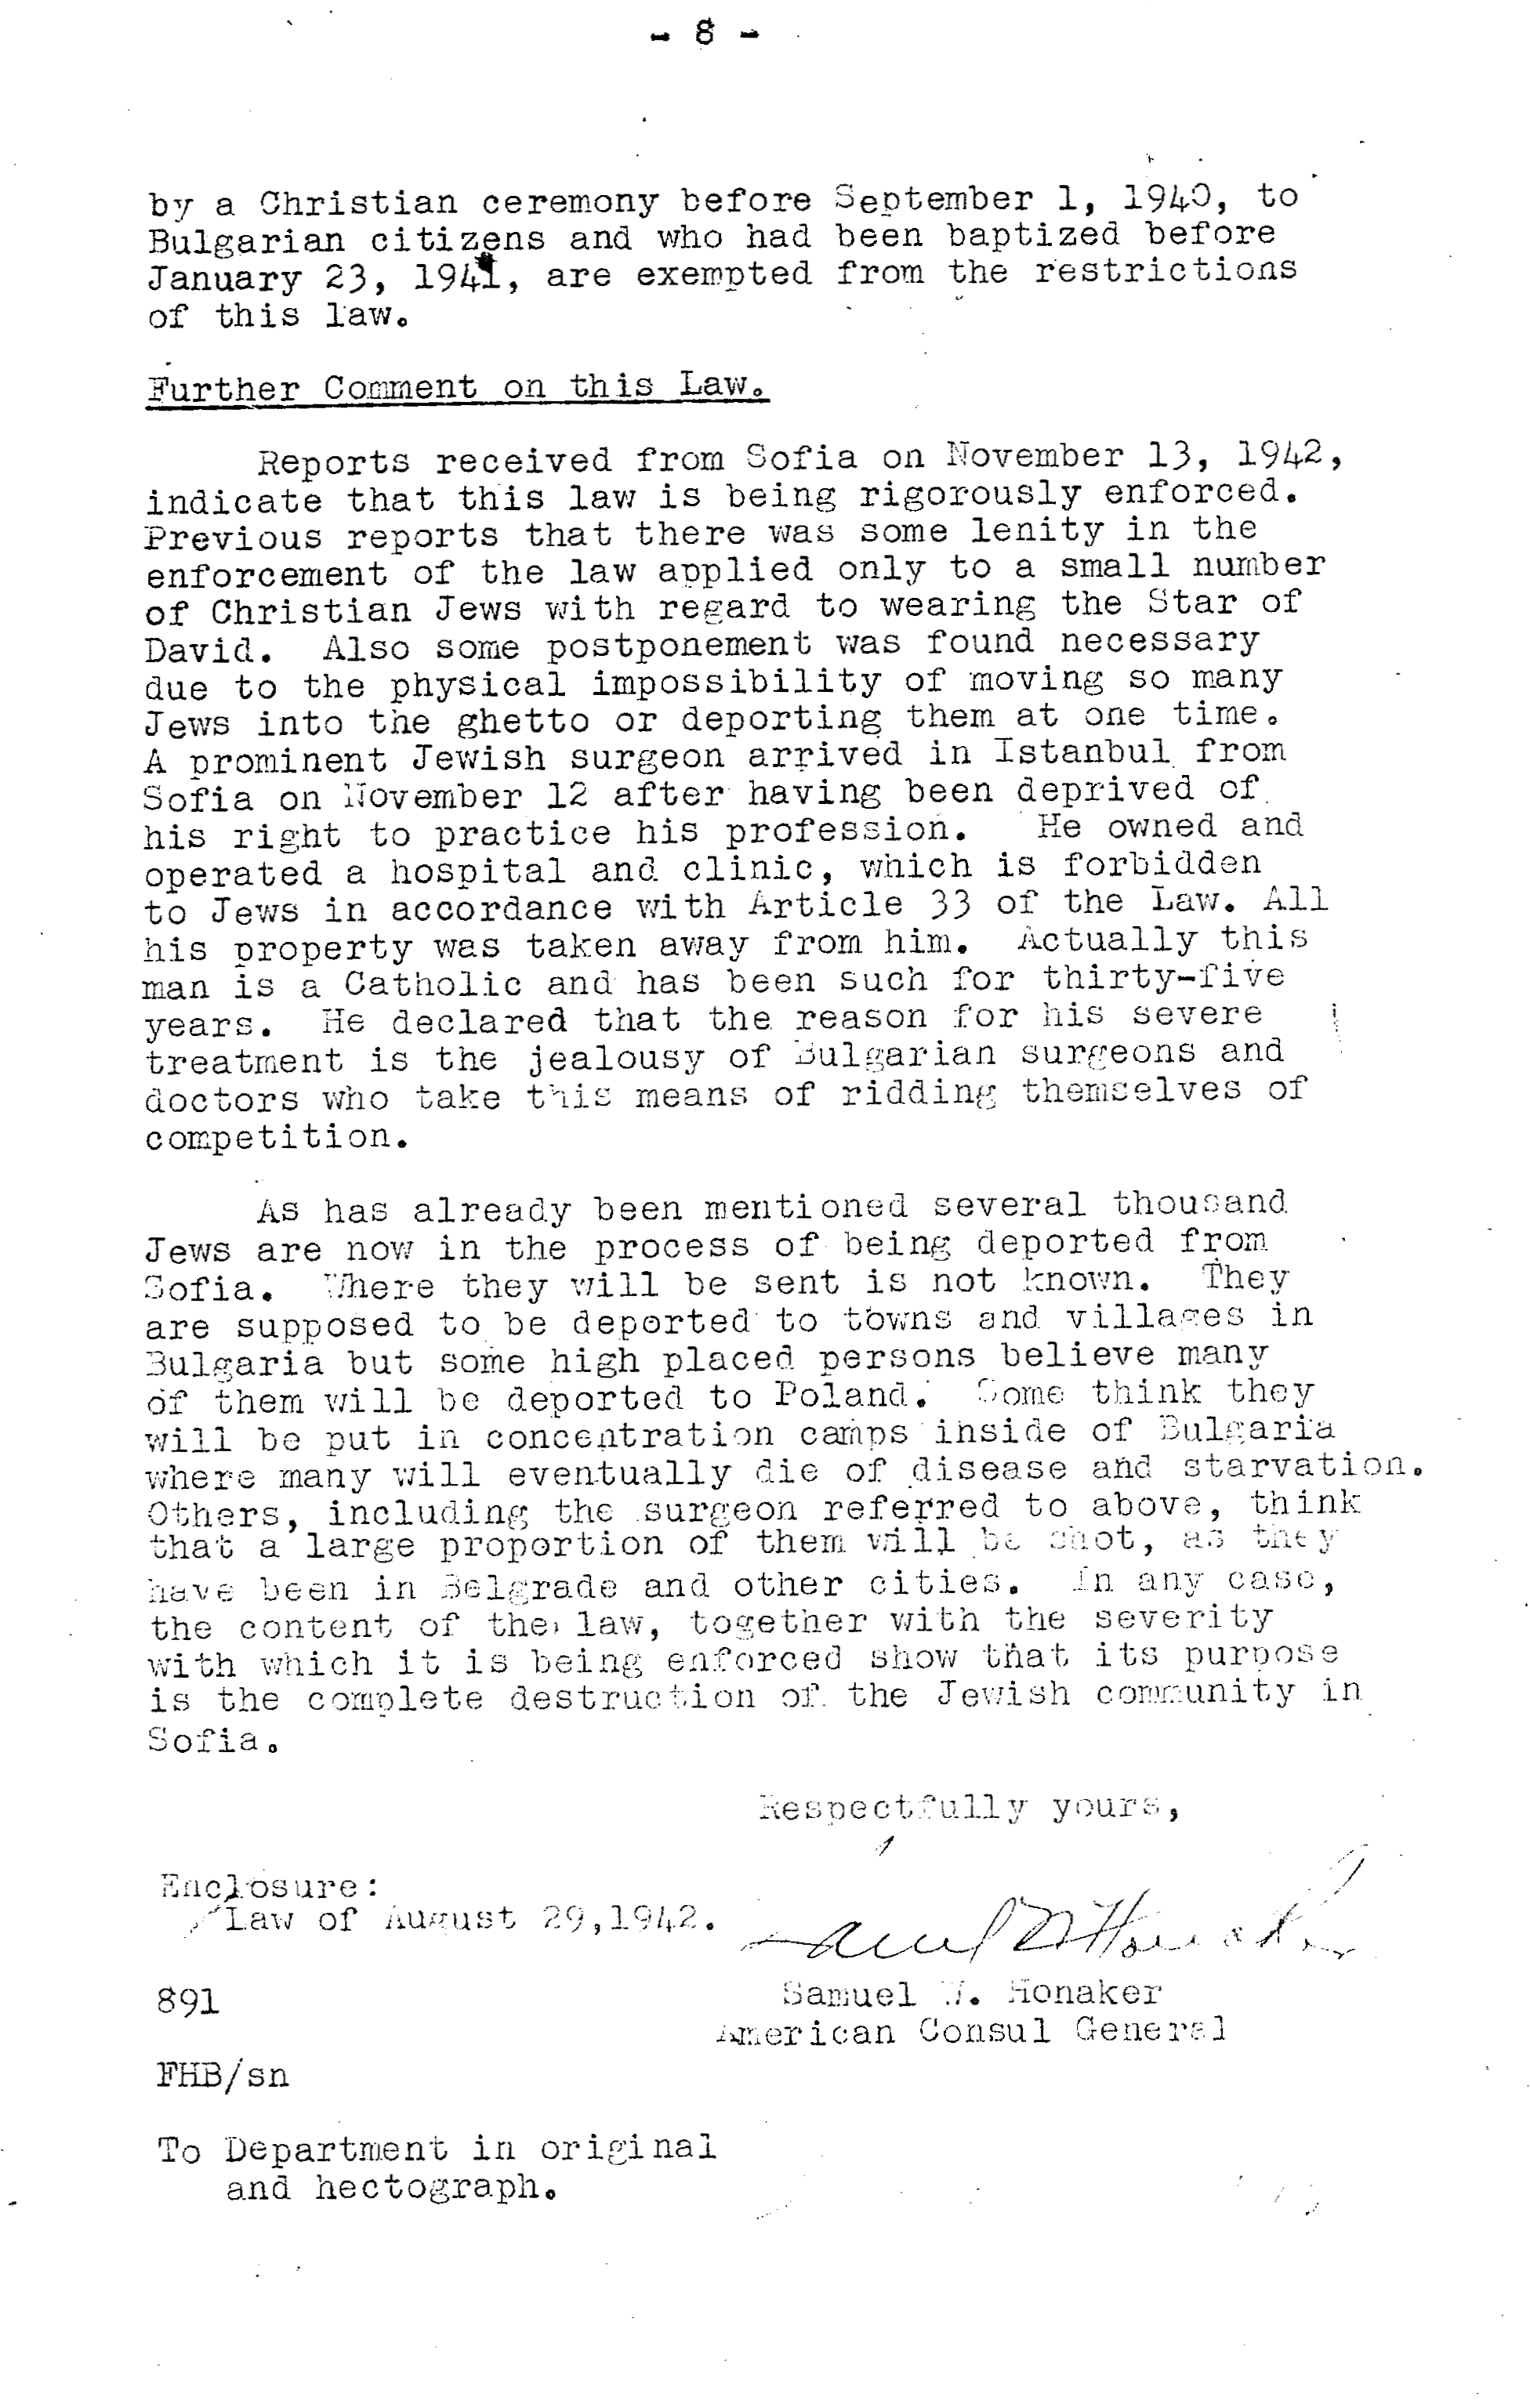 - 8 -
by a Christian ceremony before September 1, 1940, to
Bulgarian citizens and who had been baptized before
January 23, 1941, are exempted from the restrictions
of this law.
Further Comment on this Law.
Reports received from Sofia on November 13, 1942,
indicate that this law is being rigorously enforced.
Previous reports that there was some lenity in the
enforcement of the law applied only to a small number
of Christian Jews with regard to wearing the Star of
David. Also some postponement was found necessary
due to the physical impossibility of moving so many
Jews into the ghetto or deporting them at one time.
A prominent Jewish surgeon arrived in Istanbul from
Sofia on November 12 after having been deprived of
his right to practice his profession. He owned and
operated a hospital and clinic, which is forbidden
to Jews in accordance with Article 33 of the Law. All
his property was taken away from him. Actually this
man is a Catholic and has been such for thirty-five
years. He declared that the reason for his severe
treatment is the jealousy of Bulgarian surgeons and
doctors who take this means of ridding themselves of
competition.
As has already been mentioned several thousand
Jews are now in the process of being deported from
Sofia. Where they will be sent is not known. They
are supposed to be deported to towns and villages in
Bulgaria but some high placed persons believe many
of them will be deported to Poland. Some think they
will be put in concentration camps inside of Bulgaria
where many will eventually die of disease and starvation.
Others, including the surgeon referred to above, think
that a large proportion of them will be shot, as they
have been in Belgrade and other cities. In any case,
the content of the law, together with the severity
with which it is being enforced show that its purpose
is the complete destruction of the Jewish community in
Sofia.
Respectfully yours,
Enclosure:
Law of August 29,1942.
Samuel W. Honaker
891
Samuel W. Honaker
American Consul General
FHB/sn
To Department in original
and hectograph.